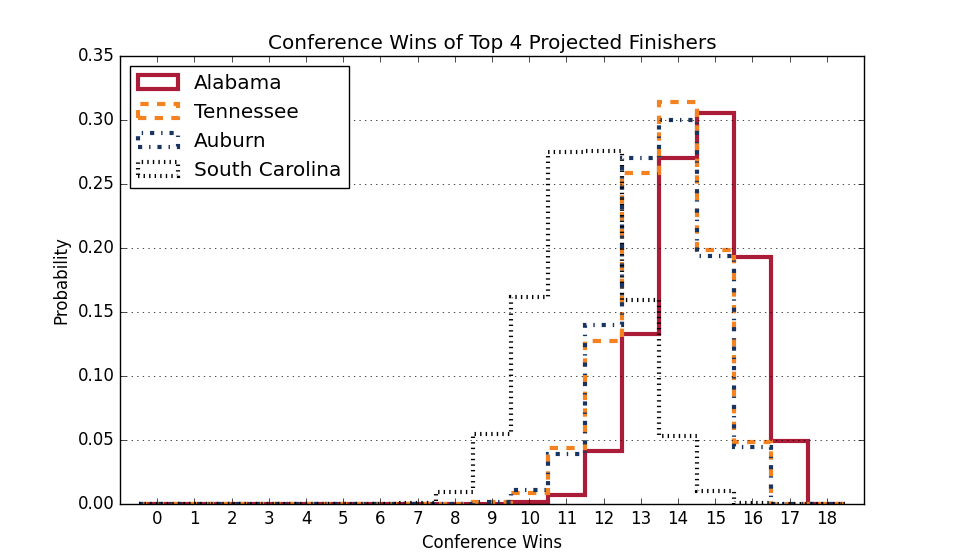 Conference Wins of Top 4 Projected Finishers
Alabama
Tennessee
Auburn
South Carolina
0.35
0.30
0.25
0.20
0.15
0.10
0.05
0.00
Probability
0 1 2 3 4 5 6 7 8 9 10 11 12 13 14 15 16 17 18
Conference Wins